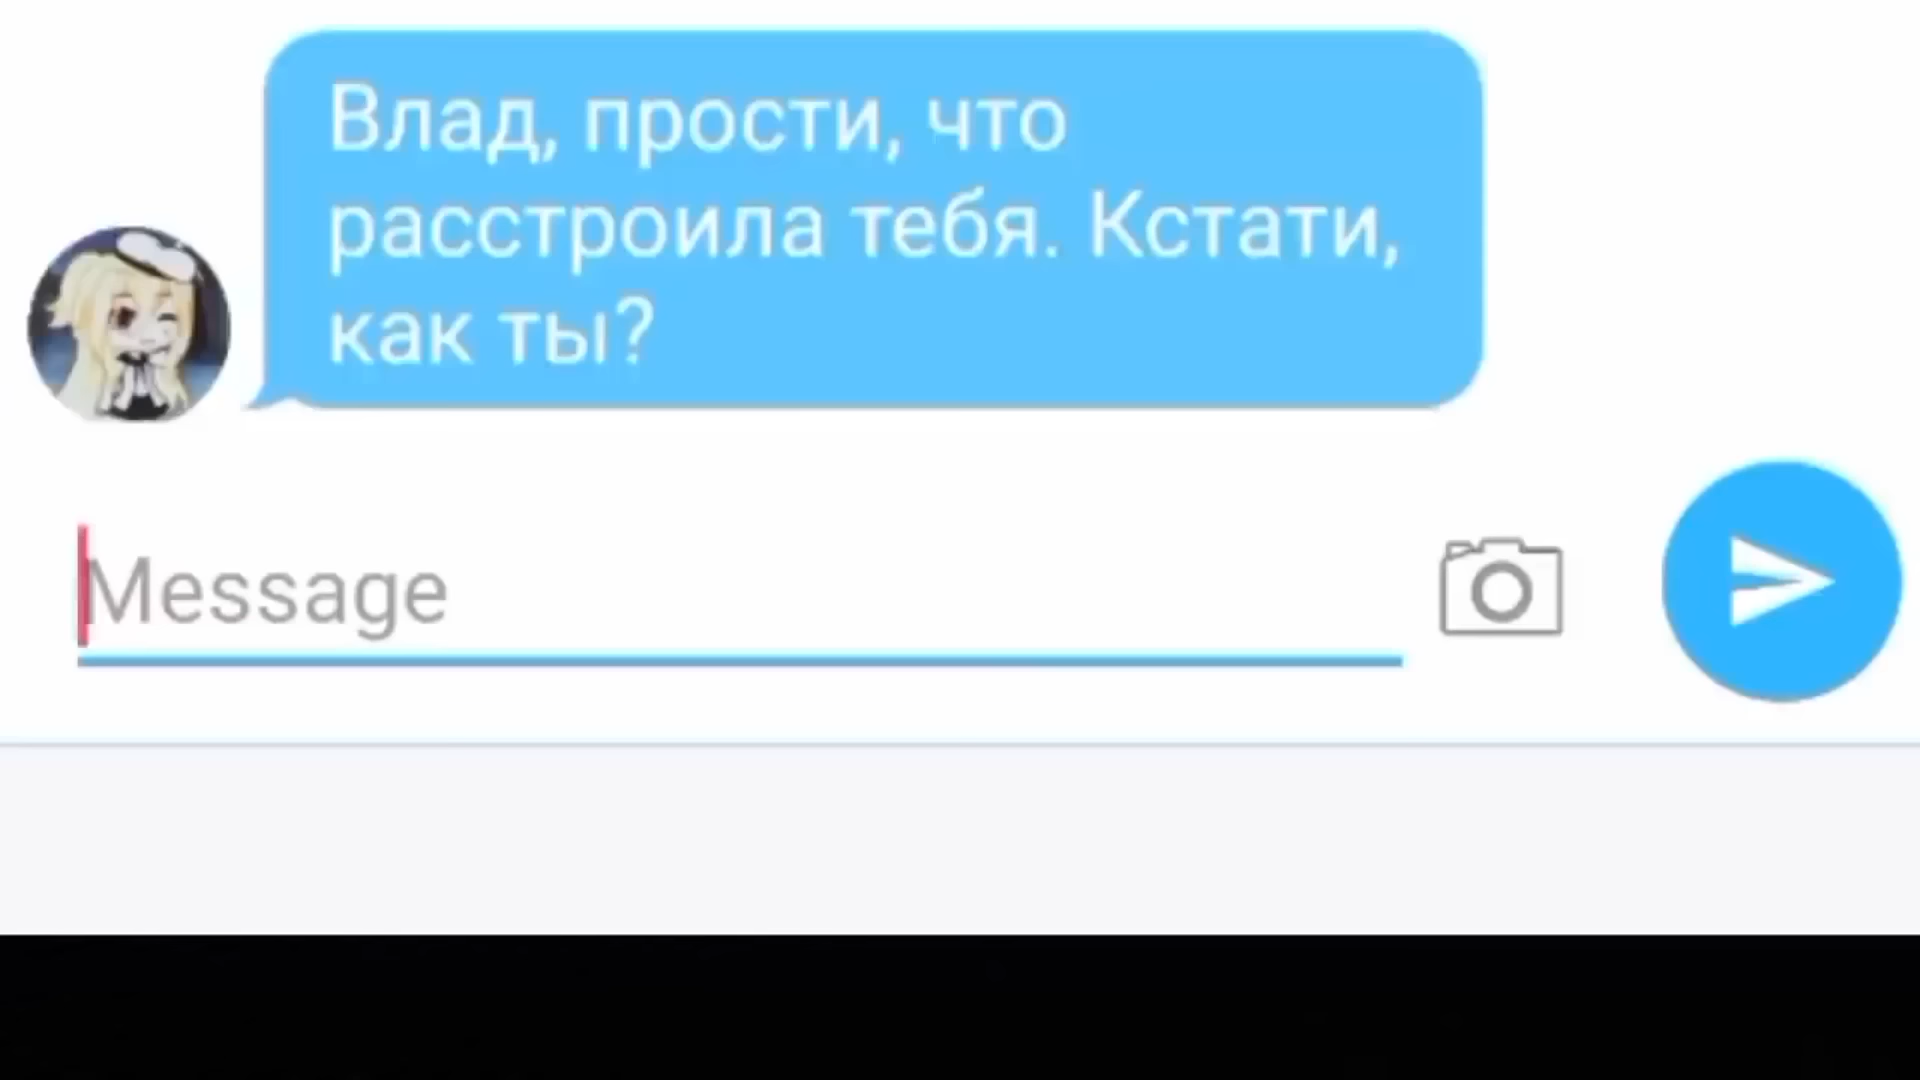 Влад, прости, что
расстроила тебя. Кстати,
как ты?
Message